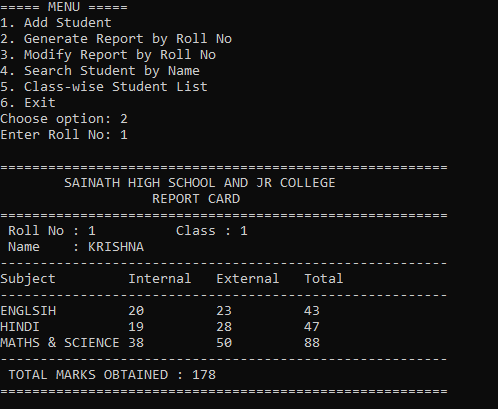 ===== MENU =====
1. Add Student
2. Generate Report by Roll No
3. Modify Report by Roll No
4. Search Student by Name
5. Class-wise Student List
6. Exit
Choose option: 2
Enter Roll No: 1
========================================================
SAINATH HIGH SCHOOL AND JR COLLEGE
REPORT CARD
========================================================
Roll No : 1          Class : 1
Name    : KRISHNA
--------------------------------------------------------
Subject         Internal   External   Total
--------------------------------------------------------
ENGLSIH         20         23         43
HINDI           19         28         47
MATHS & SCIENCE 38         50         88
--------------------------------------------------------
TOTAL MARKS OBTAINED : 178
========================================================